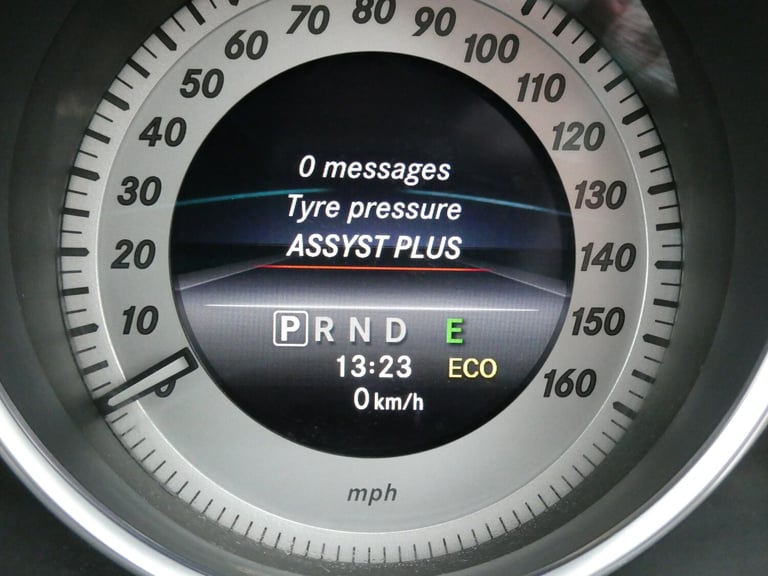 0 messages
Tyre pressure
ASSYST PLUS
P R N D E
13:23 ECO
0 km/h
0
10
20
30
40
50
60
70
80
90
100
110
120
130
140
150
160
mph